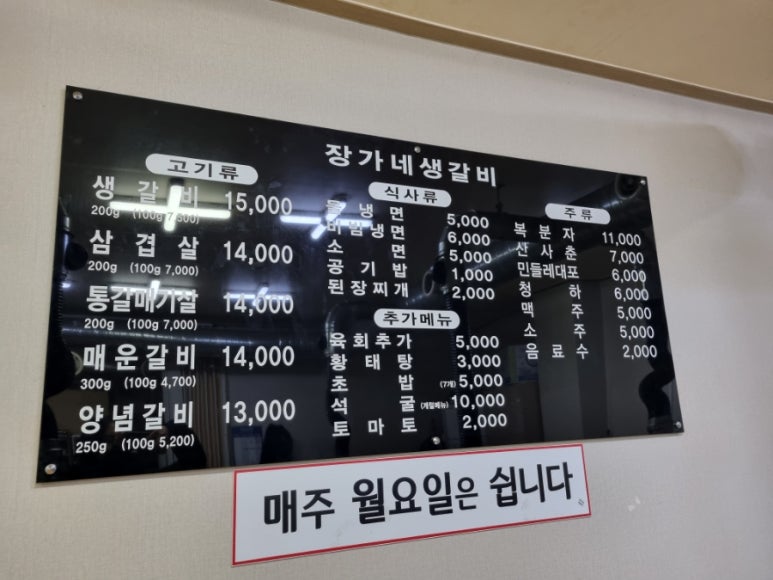 장가네생갈비
고기류
생갈비 15,000
200g (100g 7,500)
삼겹살 14,000
200g (100g 7,000)
통갈매기살 14,000
200g (100g 7,000)
매운갈비 14,000
300g (100g 4,700)
양념갈비 13,000
250g (100g 5,200)
식사류
물냉면 5,000
비빔냉면 6,000
소면 5,000
공기밥 1,000
된장찌개 2,000
추가메뉴
육회추가 5,000
황태탕 3,000
초밥 (7개) 5,000
석굴 (계절메뉴) 10,000
토마토 2,000
주류
복분자 11,000
산사춘 7,000
민들레대포 6,000
청하 6,000
맥주 5,000
소주 5,000
음료수 2,000
매주 월요일은 쉽니다